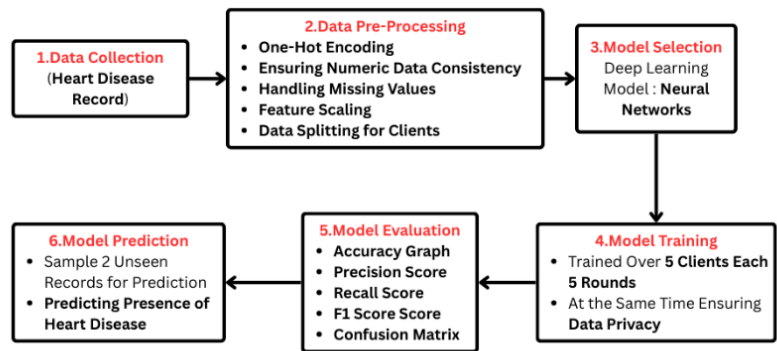 1.Data Collection
(Heart Disease
Record)
2.Data Pre-Processing
• One-Hot Encoding
• Ensuring Numeric Data Consistency
• Handling Missing Values
• Feature Scaling
• Data Splitting for Clients
3.Model Selection
Deep Learning
Model : Neural
Networks
4.Model Training
• Trained Over 5 Clients Each
5 Rounds
• At the Same Time Ensuring
Data Privacy
5.Model Evaluation
• Accuracy Graph
• Precision Score
• Recall Score
• F1 Score Score
• Confusion Matrix
6.Model Prediction
• Sample 2 Unseen
Records for Prediction
• Predicting Presence of
Heart Disease